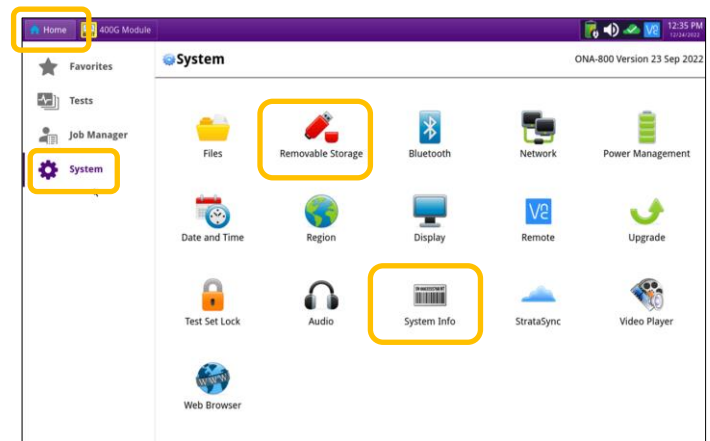 Home 400G Module 12:35 PM
12/24/2022
Favorites
System ONA-800 Version 23 Sep 2022
Tests
Job Manager
System
Files Removable Storage Bluetooth Network Power Management
Date and Time Region Display Remote Upgrade
Test Set Lock Audio System Info StrataSync Video Player
Web Browser
WWW